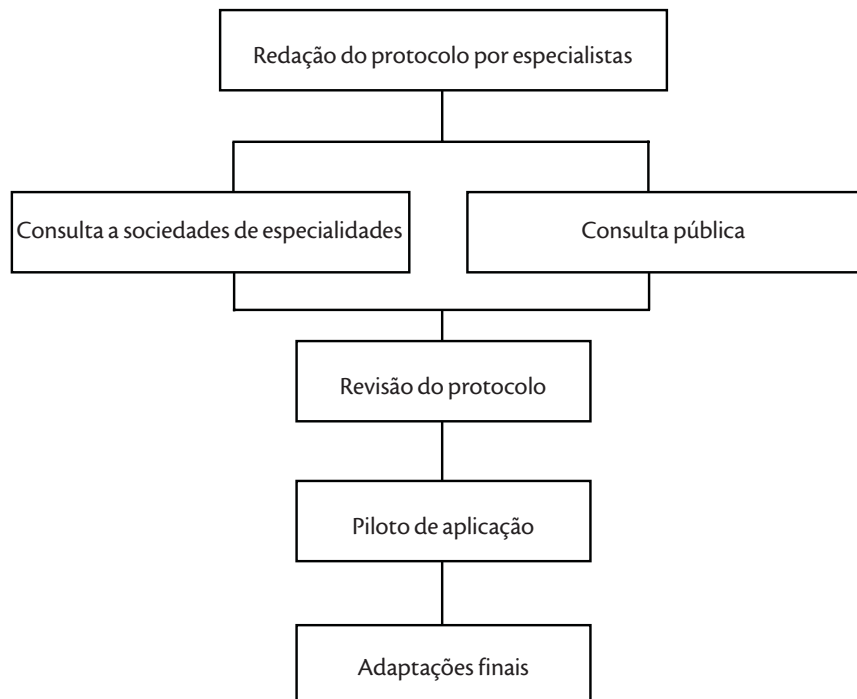 Redação do protocolo por especialistas
Consulta a sociedades de especialidades
Consulta pública
Revisão do protocolo
Piloto de aplicação
Adaptações finais